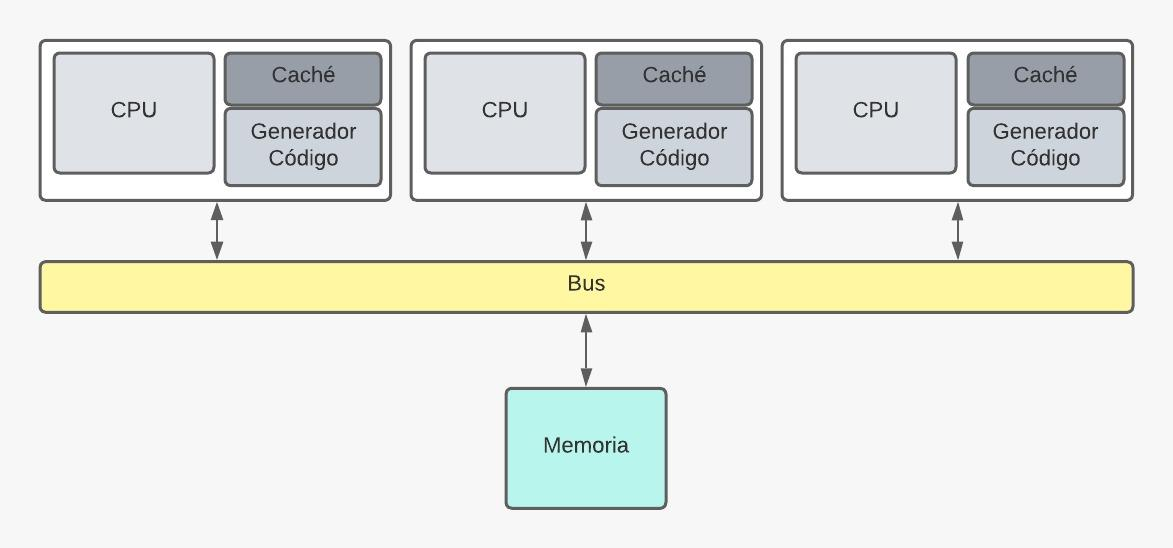 CPU
Caché
Generador
Código
CPU
Caché
Generador
Código
CPU
Caché
Generador
Código
Bus
Memoria